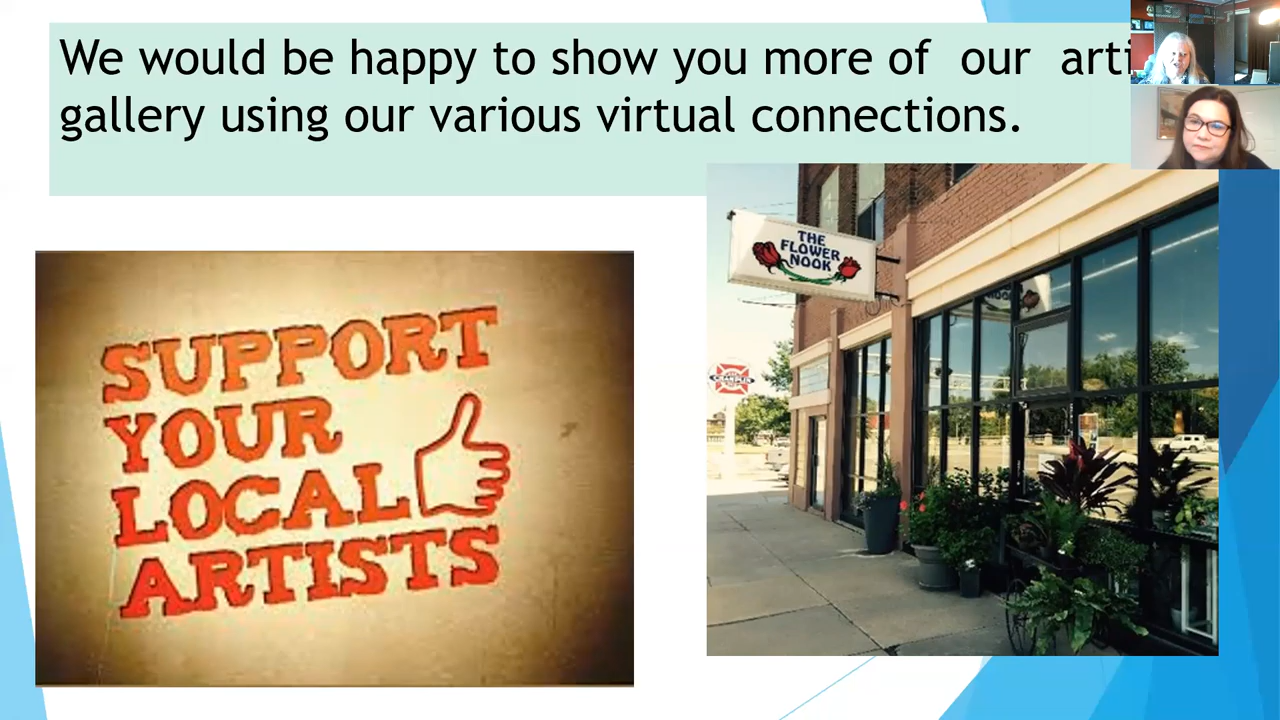 We would be happy to show you more of our arti
gallery using our various virtual connections.
SUPPORT
YOUR
LOCAL
ARTISTS
THE
FLOWER
NOOK